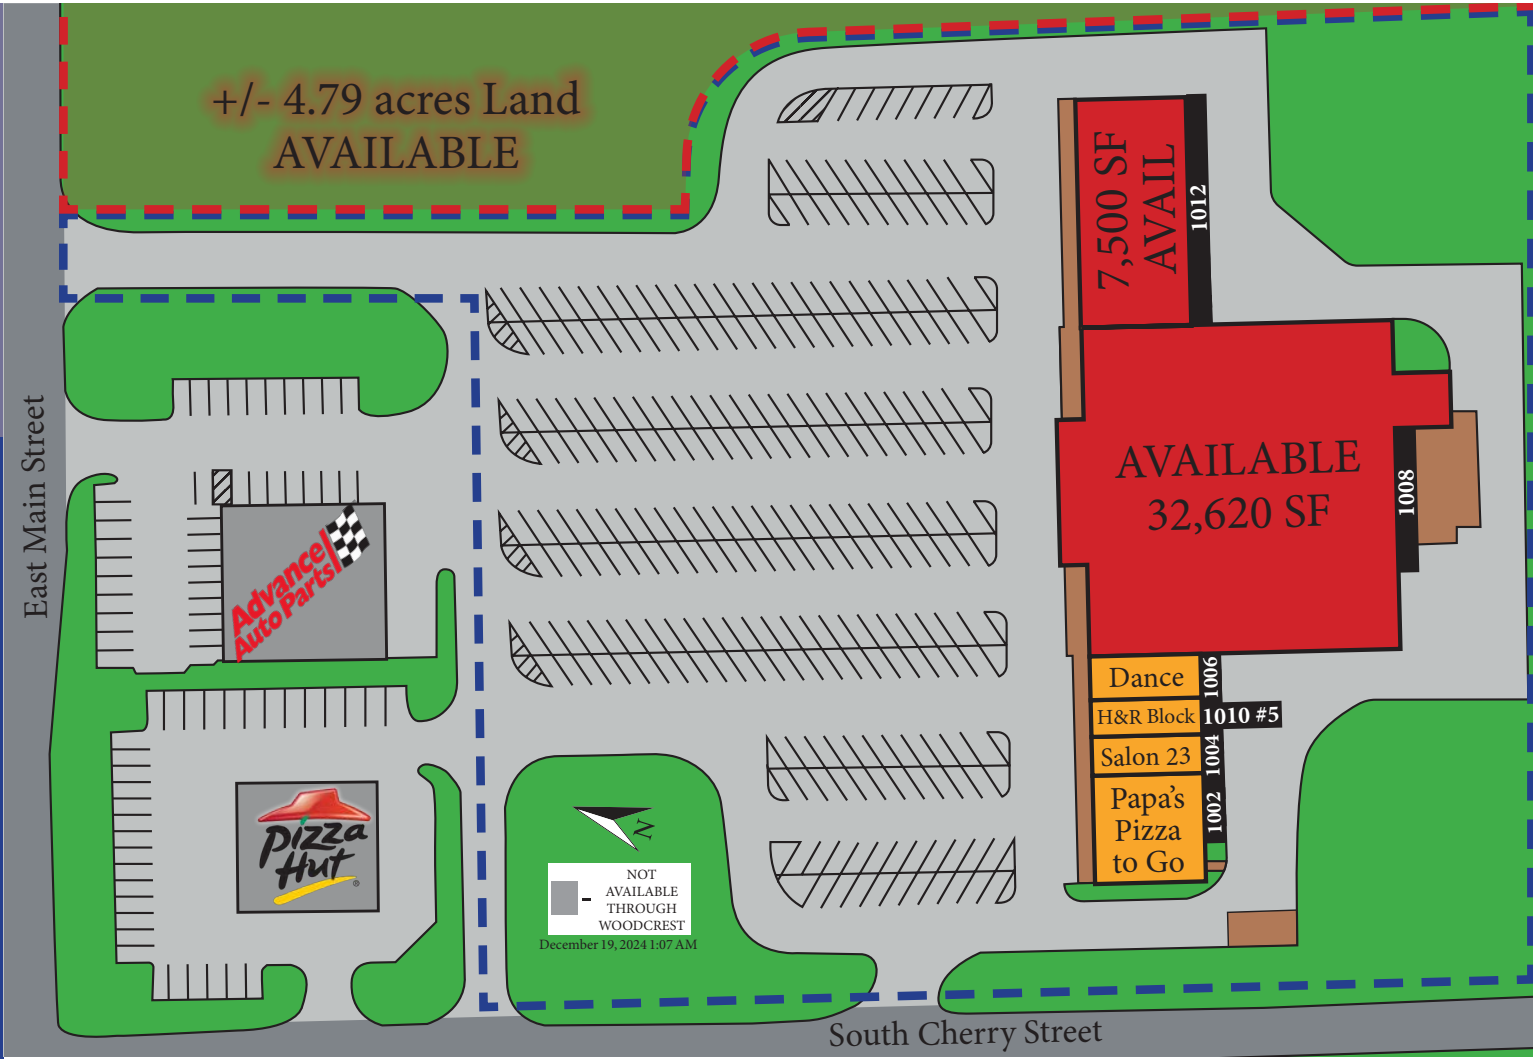 +/- 4.79 acres Land
AVAILABLE
7,500 SF
AVAIL
1012
East Main Street
AVAILABLE
32,620 SF
1008
Advance
Auto Parts
Dance
1006
H&R Block
1010 #5
Salon 23
1004
Papa's
Pizza
to Go
1002
Pizza
Hut
®
N
NOT
AVAILABLE
THROUGH
WOODCREST
December 19, 2024 1:07 AM
South Cherry Street